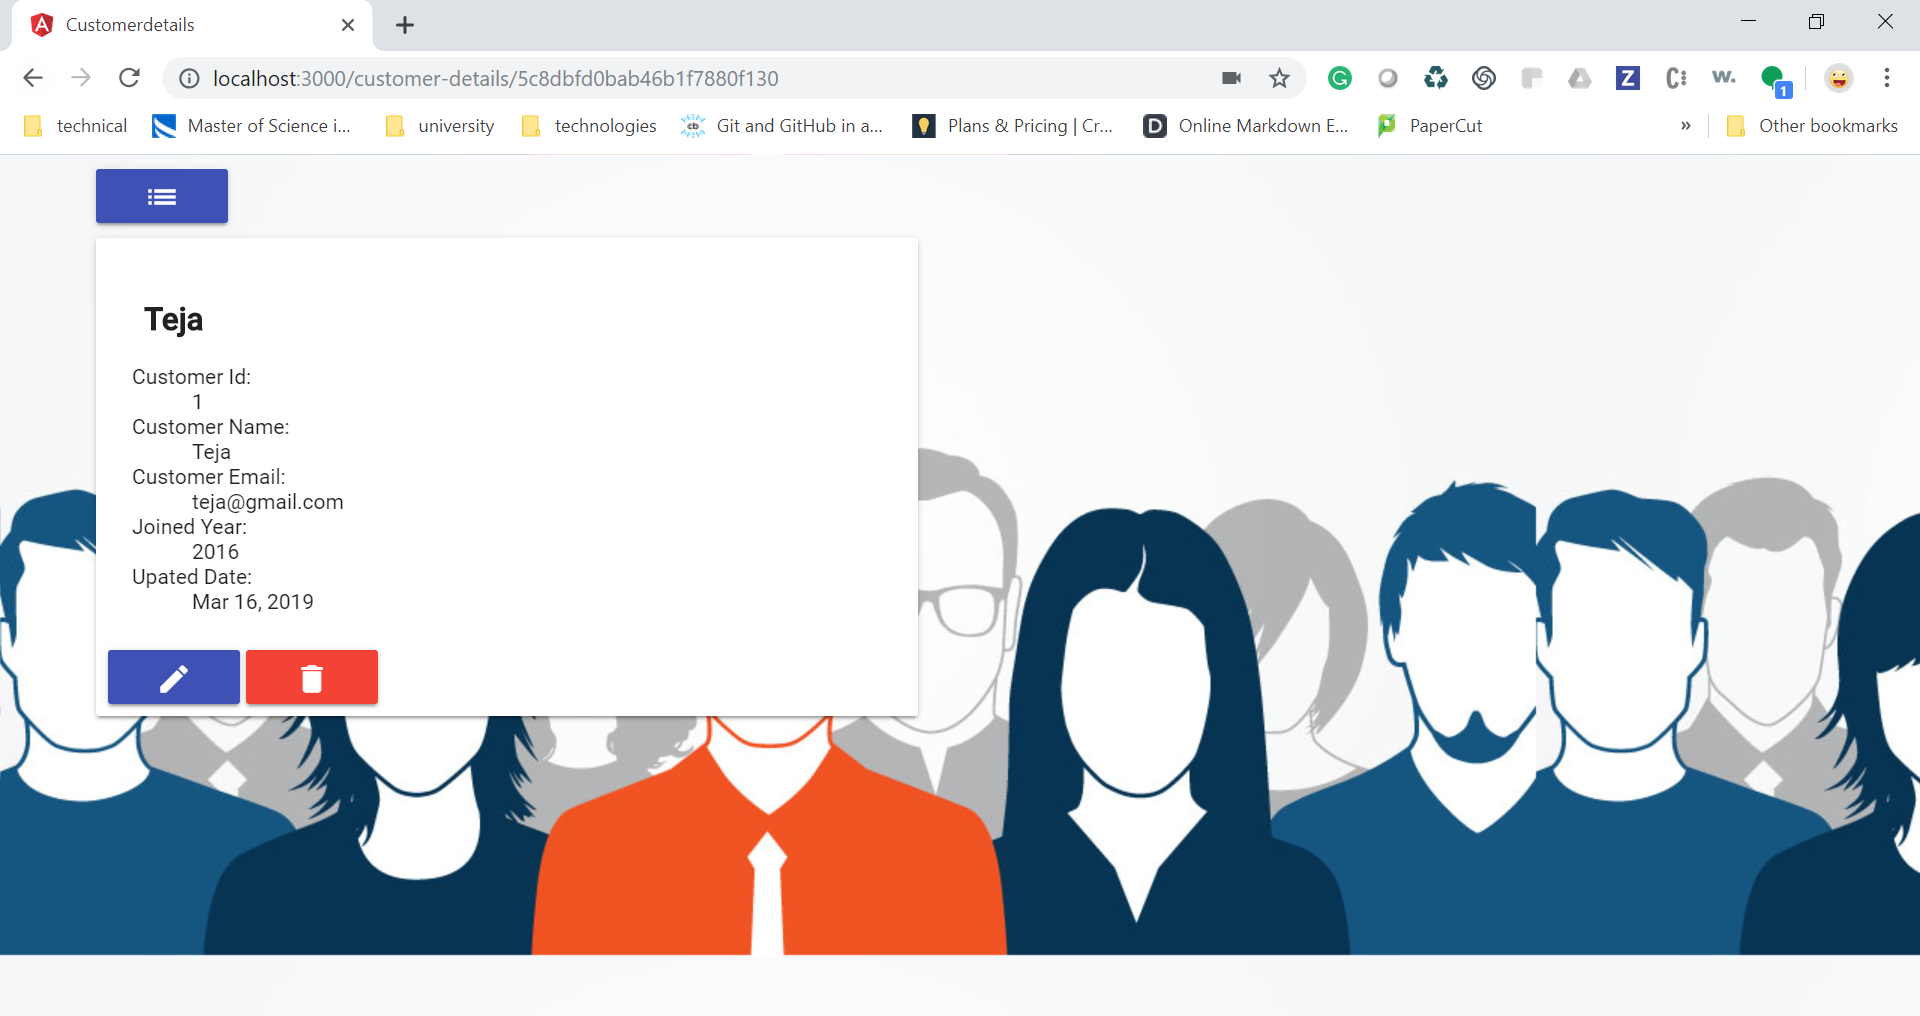 Customerdetails
localhost:3000/customer-details/5c8dbfd0bab46b1f7880f130
Z
w.
1
technical
Master of Science i...
university
technologies
cb
Git and GitHub in a...
Plans & Pricing | Cr...
D
Online Markdown E...
PaperCut
»
Other bookmarks
Teja
Customer Id:
1
Customer Name:
Teja
Customer Email:
teja@gmail.com
Joined Year:
2016
Upated Date:
Mar 16, 2019